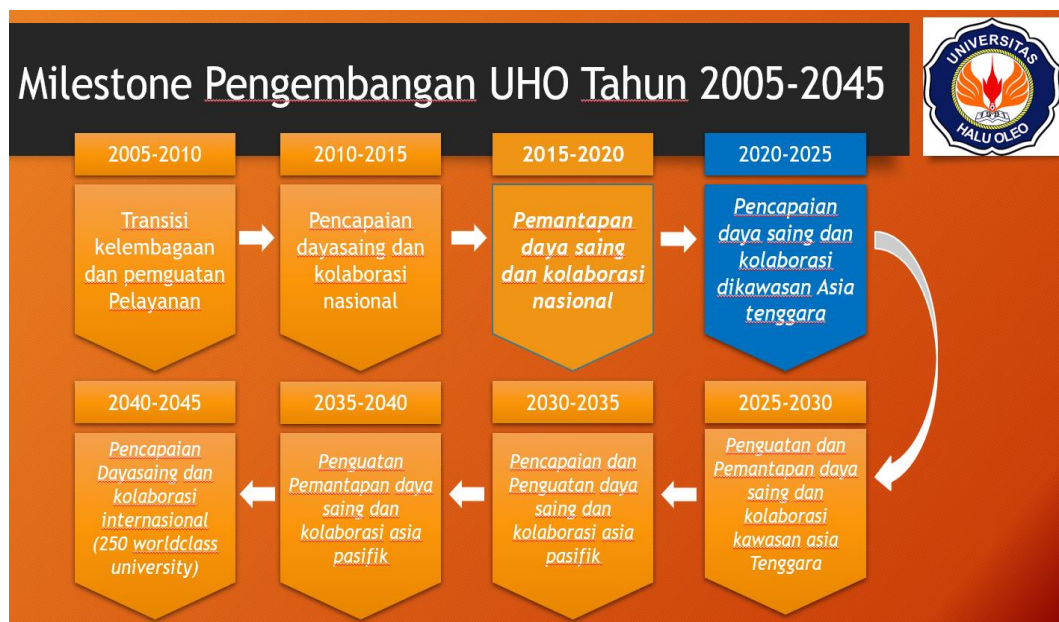 Milestone Pengembangan UHO Tahun 2005-2045
UNIVERSITAS
HALU OLEO
2005-2010
Transisi
kelembagaan
dan pemguatan
Pelayanan
2010-2015
Pencapaian
dayasaing dan
kolaborasi
nasional
2015-2020
Pemantapan
daya saing
dan kolaborasi
nasional
2020-2025
Pencapaian
daya saing dan
kolaborasi
dikawasan Asia
tenggara
2025-2030
Penguatan dan
Pemantapan daya
saing dan
kolaborasi
kawasan asia
Tenggara
2030-2035
Pencapaian dan
Penguatan daya
saing dan
kolaborasi asia
pasifik
2035-2040
Penguatan
Pemantapan daya
saing dan
kolaborasi asia
pasifik
2040-2045
Pencapaian
Dayasaing dan
kolaborasi
internasional
(250 worldclass
university)